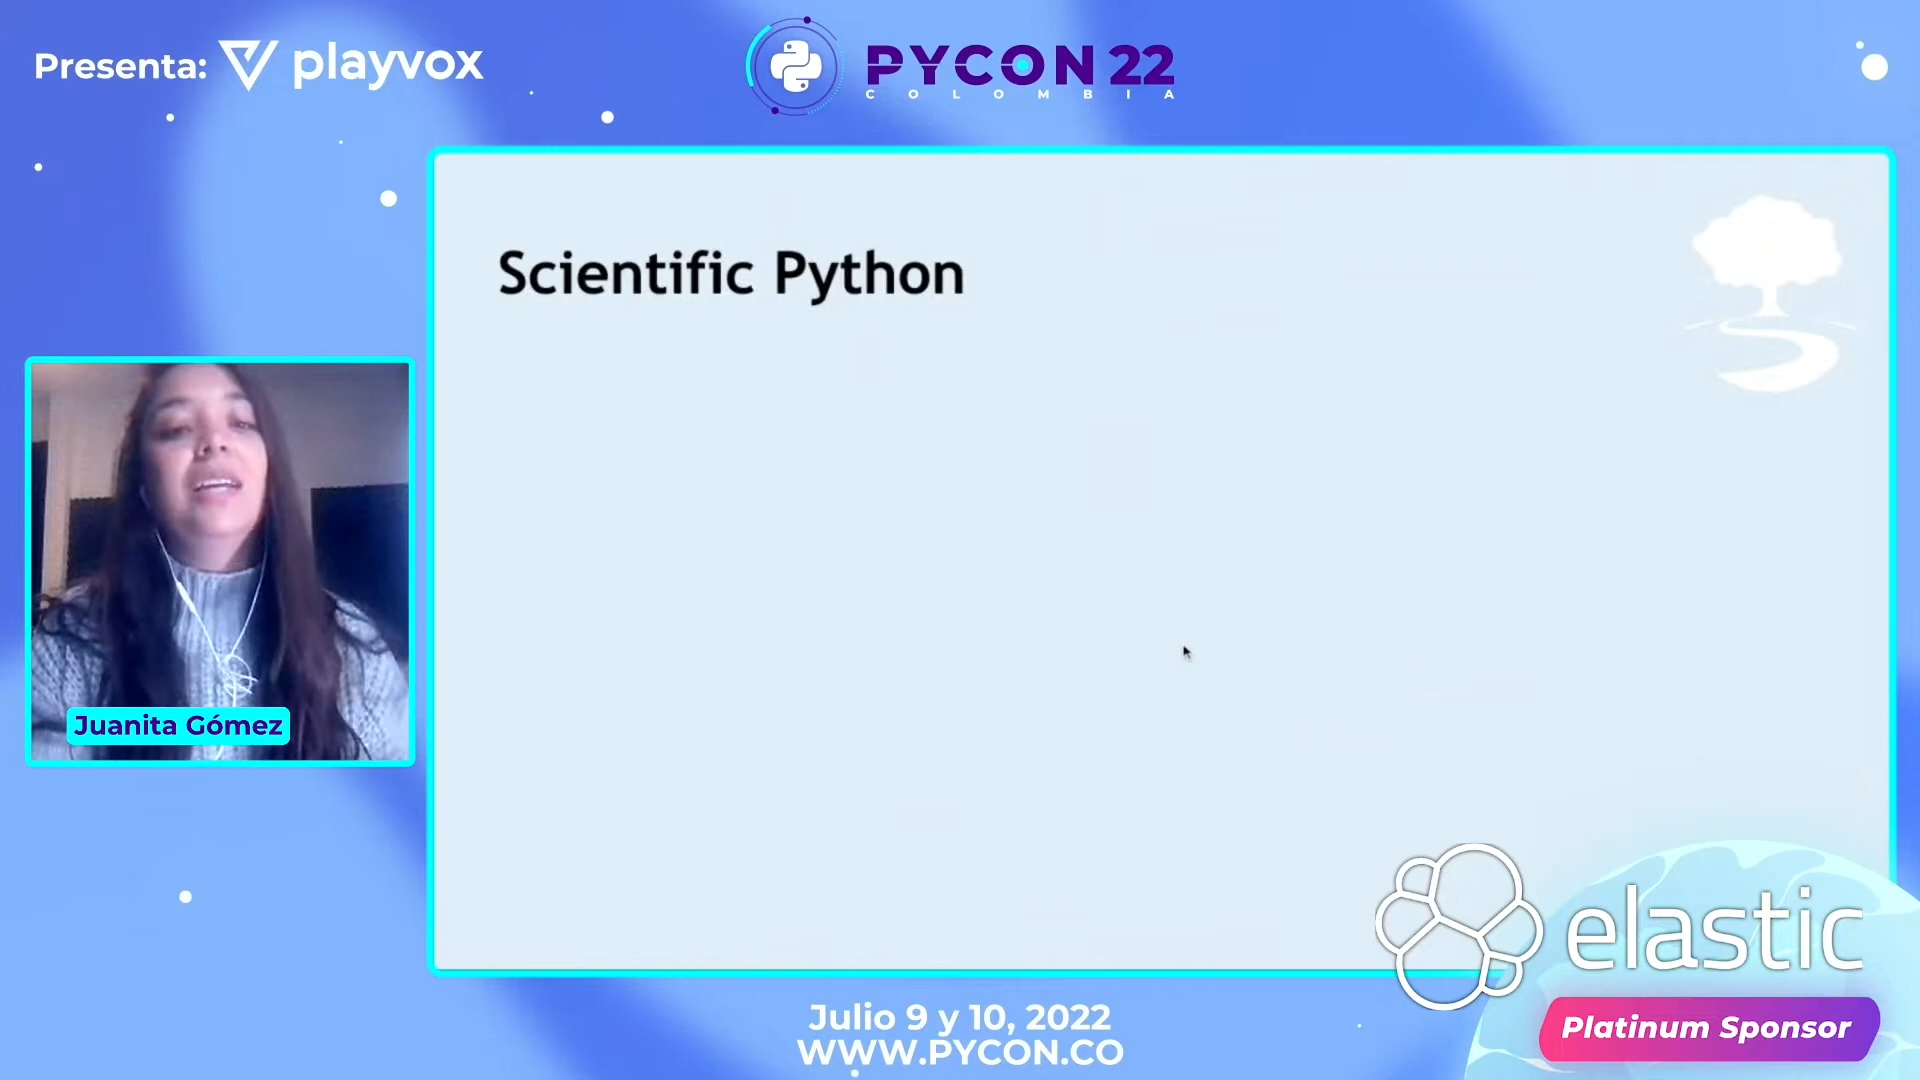 Presenta: playvox
PYCON 22
COLOMBIA
Scientific Python
Juanita Gómez
elastic
Platinum Sponsor
Julio 9 y 10, 2022
WWW.PYCON.CO